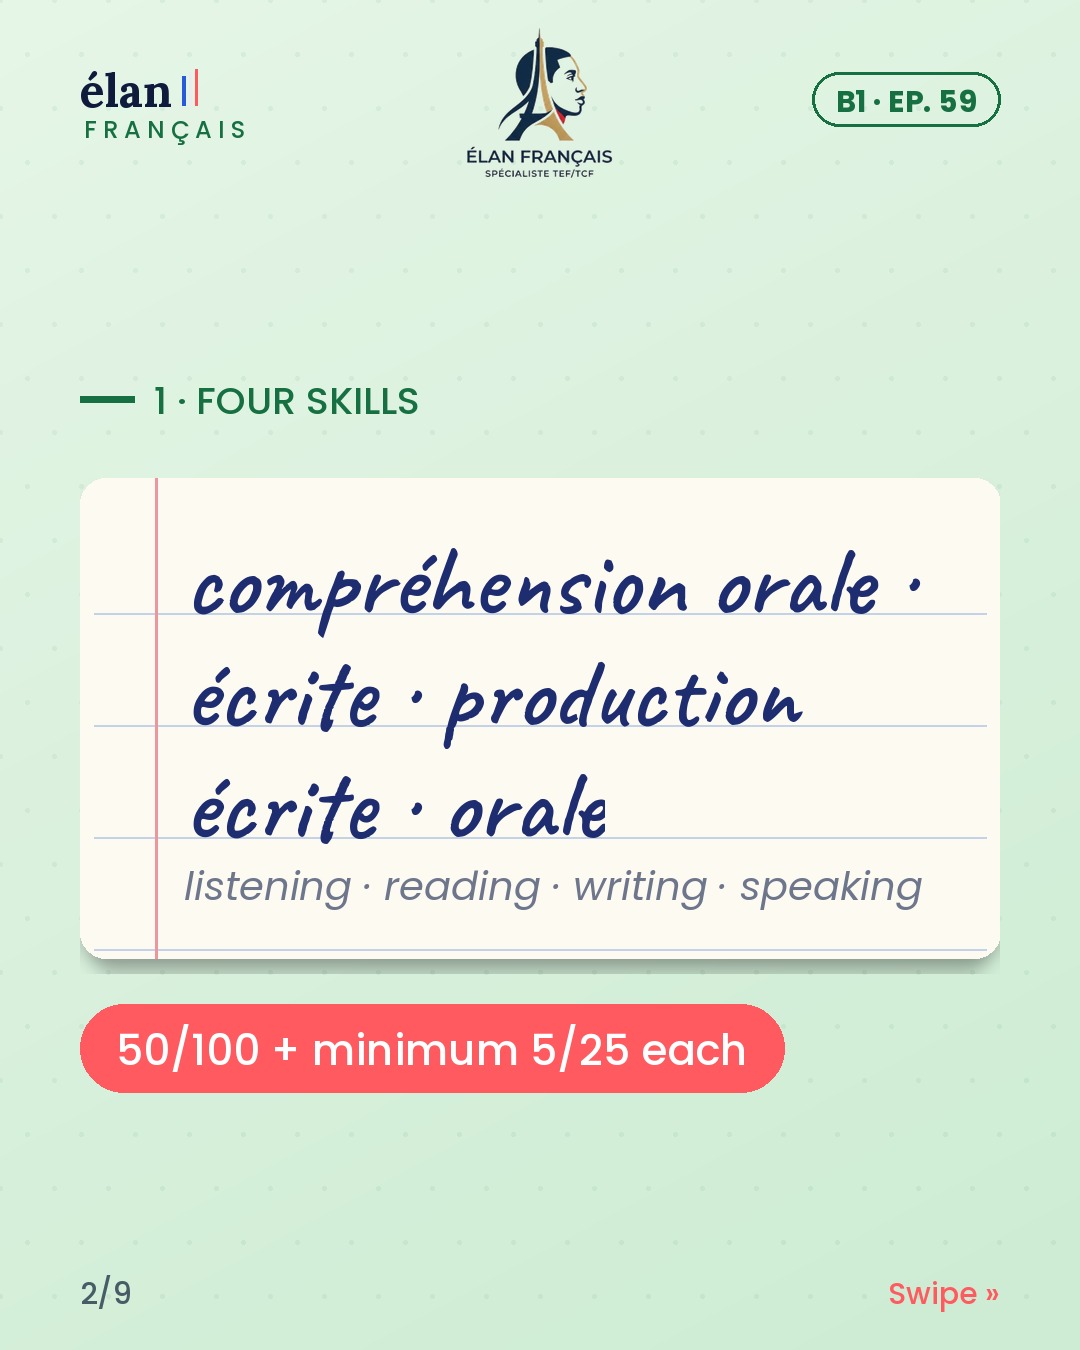 élan
FRANÇAIS
ÉLAN FRANÇAIS
SPÉCIALISTE TEF/TCF
B1 · EP. 59
1 · FOUR SKILLS
compréhension orale ·
écrite · production
écrite · orale
listening · reading · writing · speaking
50/100 + minimum 5/25 each
2/9
Swipe »